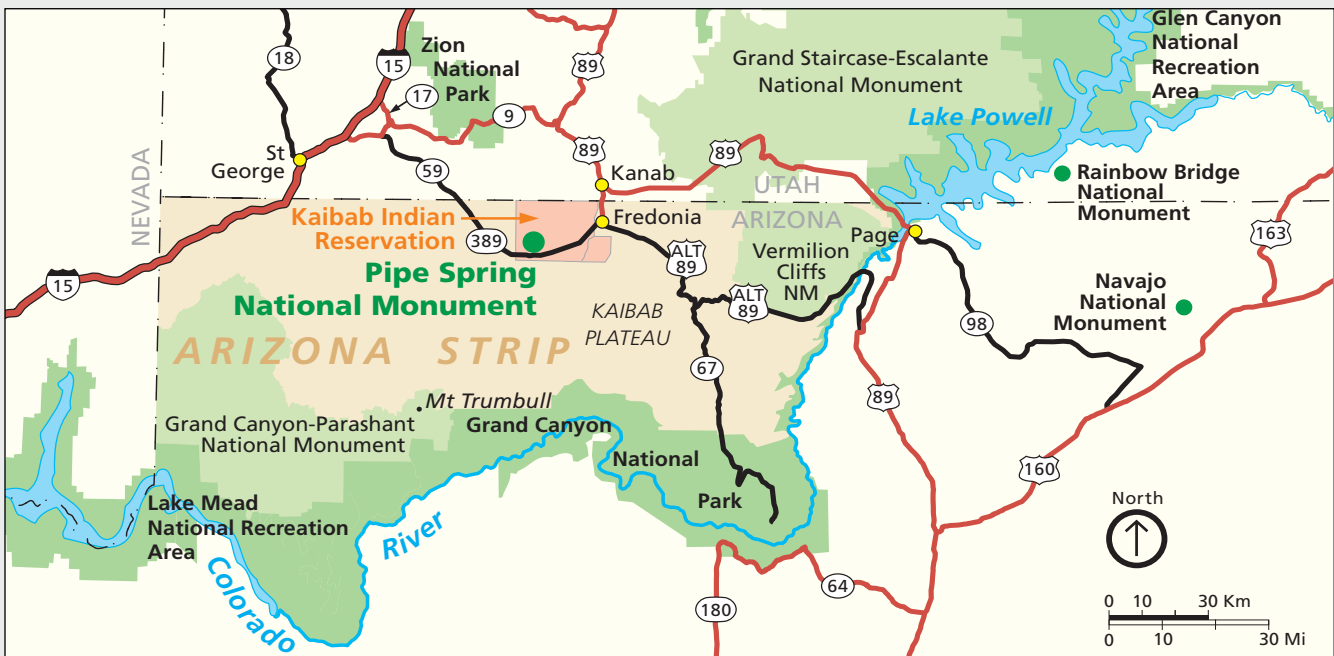 18
15
Zion
National
Park
17
9
89
89
89
Grand Staircase-Escalante
National Monument
Glen Canyon
National
Recreation
Area
Lake Powell
St
George
59
Kanab
UTAH
ARIZONA
NEVADA
Rainbow Bridge
National
Monument
Kaibab Indian
Reservation
Fredonia
389
Pipe Spring
National Monument
ALT
89
Vermilion
Cliffs
NM
Page
163
15
ALT
89
KAIBAB
PLATEAU
Navajo
National
Monument
98
ARIZONA STRIP
67
89
Mt Trumbull
Grand Canyon-Parashant
National Monument
Grand Canyon
National
Park
160
Lake Mead
National Recreation
Area
Colorado
River
180
64
North
0 10 30 Km
0 10 30 Mi